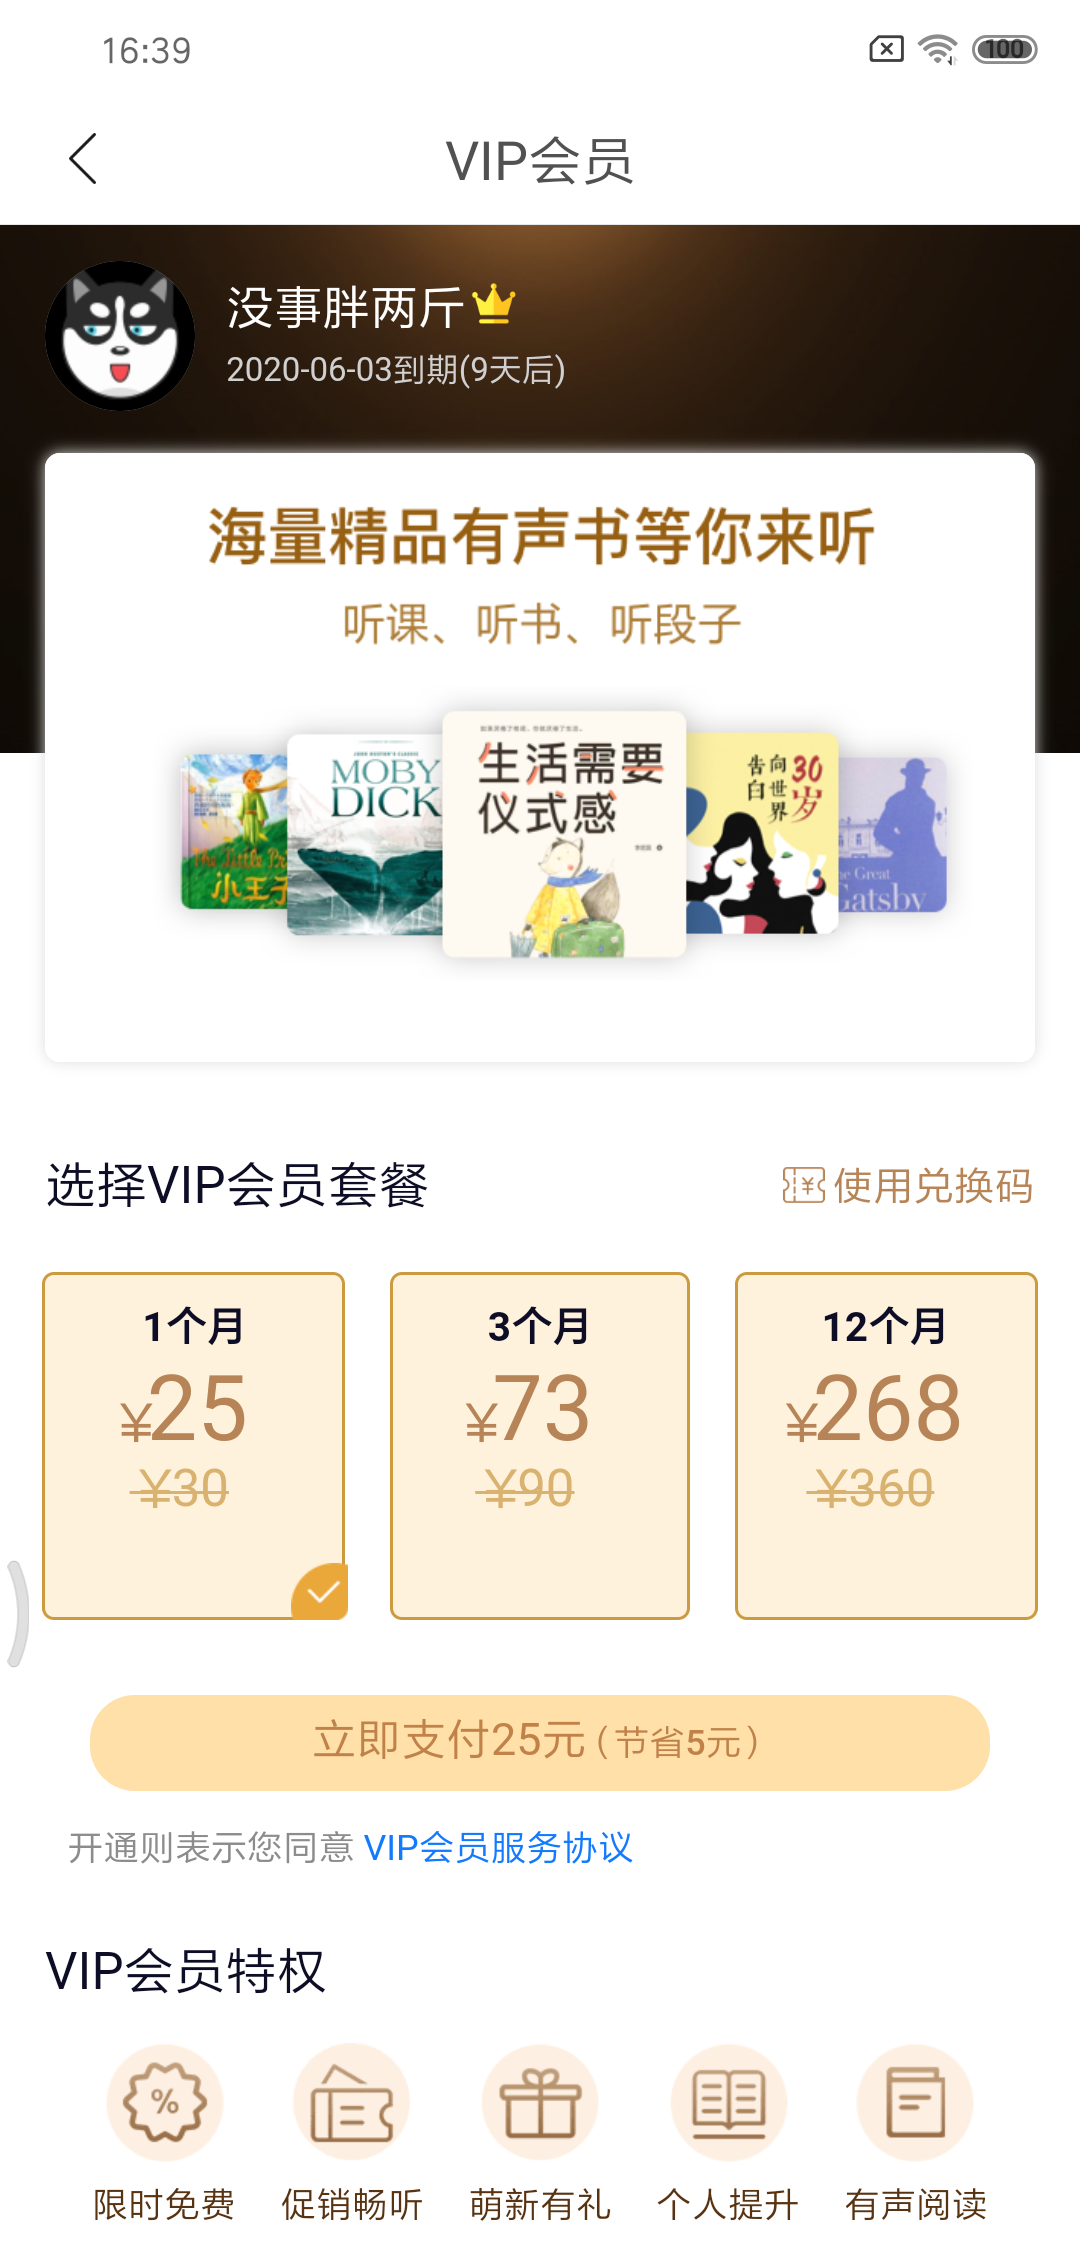 16:39
100
VIP会员
没事胖两斤
2020-06-03到期(9天后)
海量精品有声书等你来听
听课、听书、听段子
MOBY
DICK
生活需要
仪式感
30岁
向世界
告白
The Little Pr
小王子
he Great
Gatsby
选择VIP会员套餐
使用兑换码
1个月
¥25
¥30
3个月
¥73
¥90
12个月
¥268
¥360
立即支付25元(节省5元)
开通则表示您同意 VIP会员服务协议
VIP会员特权
限时免费 促销畅听 萌新有礼 个人提升 有声阅读